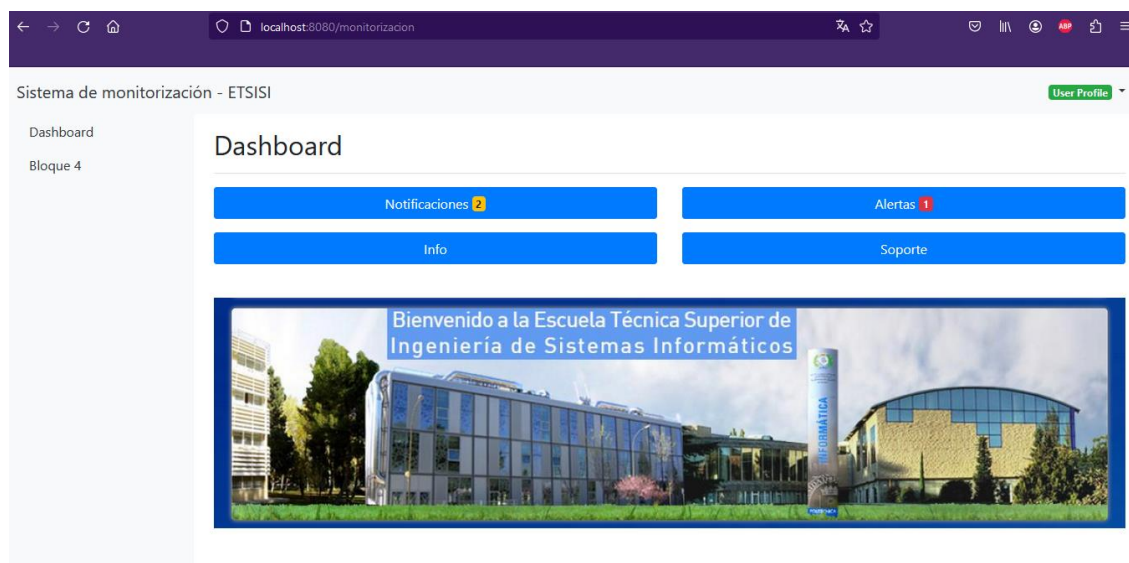 localhost:8080/monitorizacion
ABP
Sistema de monitorización - ETSISI
User Profile
Dashboard
Bloque 4
Dashboard
Notificaciones 2
Alertas 1
Info
Soporte
Bienvenido a la Escuela Técnica Superior de
Ingeniería de Sistemas Informáticos
INFORMÁTICA